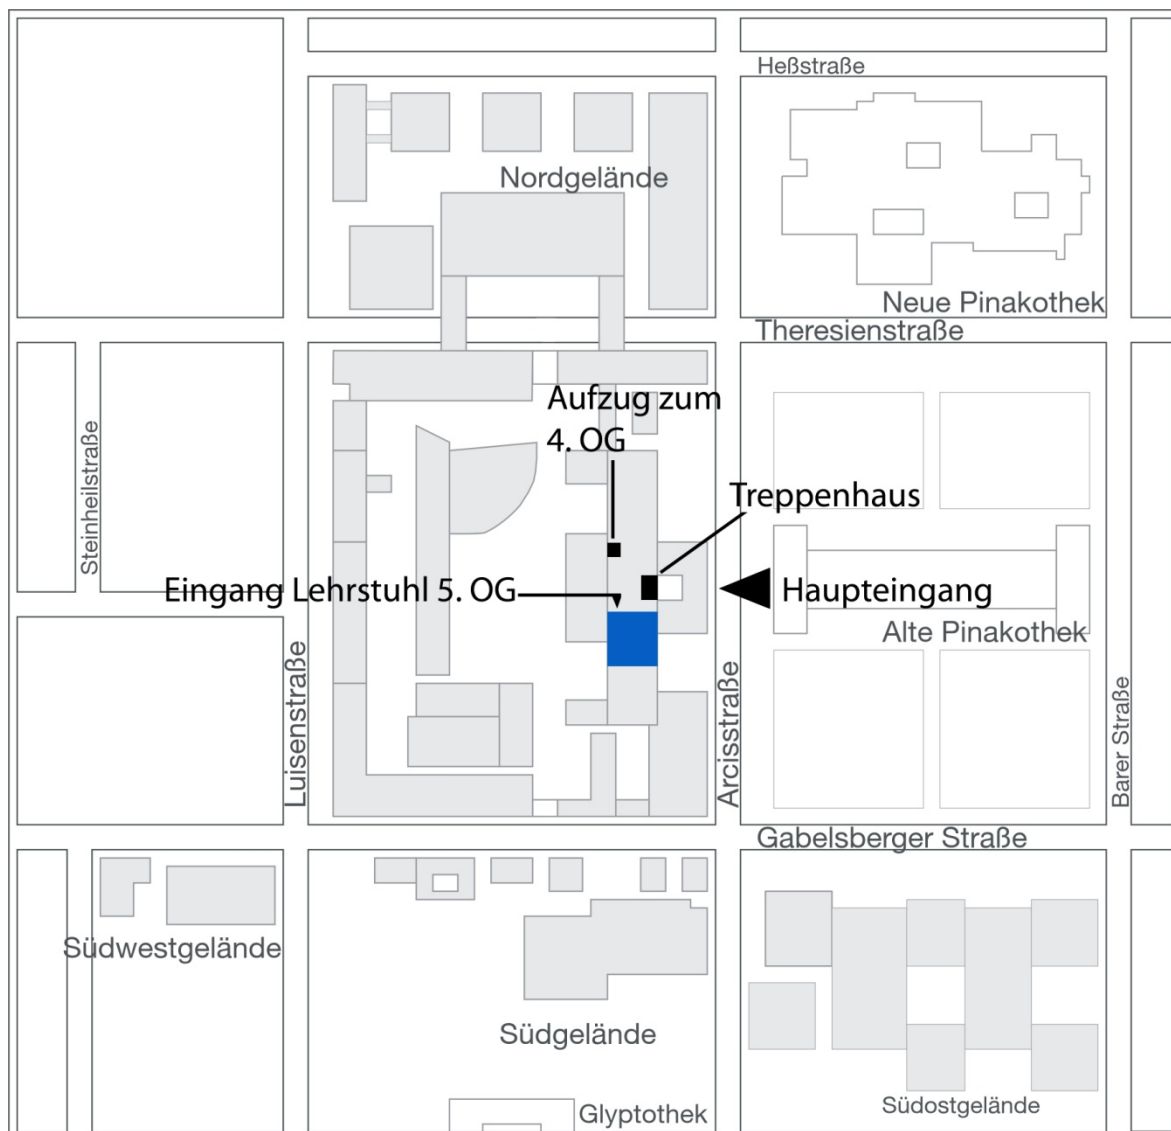 Heßstraße
Nordgelände
Neue Pinakothek
Theresienstraße
Aufzug zum
4. OG
Steinheilstraße
Treppenhaus
Eingang Lehrstuhl 5. OG
Haupteingang
Alte Pinakothek
Luisenstraße
Arcisstraße
Barer Straße
Gabelsberger Straße
Südwestgelände
Südgelände
Südostgelände
Glyptothek